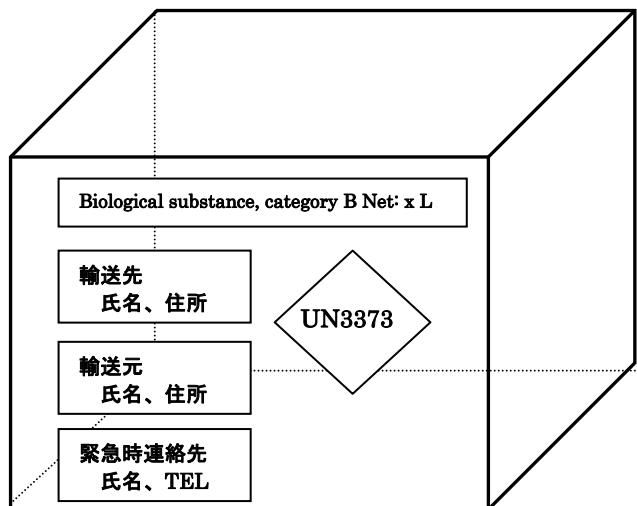 Biological substance, category B Net: x L
輸送先
氏名、住所
UN3373
輸送元
氏名、住所
緊急時連絡先
氏名、TEL